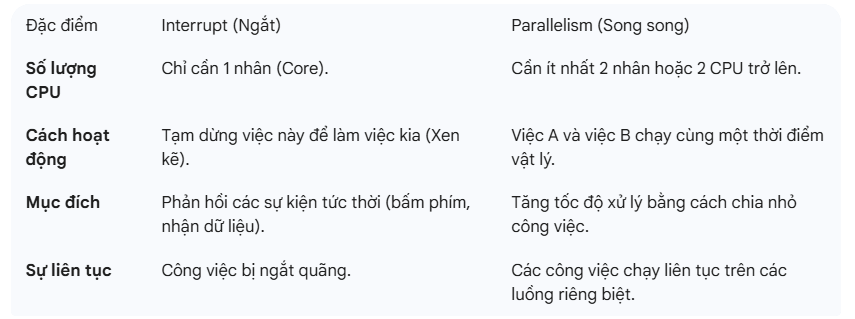 Đặc điểm Interrupt (Ngắt) Parallelism (Song song)
Số lượng CPU Chỉ cần 1 nhân (Core). Cần ít nhất 2 nhân hoặc 2 CPU trở lên.
Cách hoạt động Tạm dừng việc này để làm việc kia (Xen kẽ). Việc A và việc B chạy cùng một thời điểm vật lý.
Mục đích Phản hồi các sự kiện tức thời (bấm phím, nhận dữ liệu). Tăng tốc độ xử lý bằng cách chia nhỏ công việc.
Sự liên tục Công việc bị ngắt quãng. Các công việc chạy liên tục trên các luồng riêng biệt.